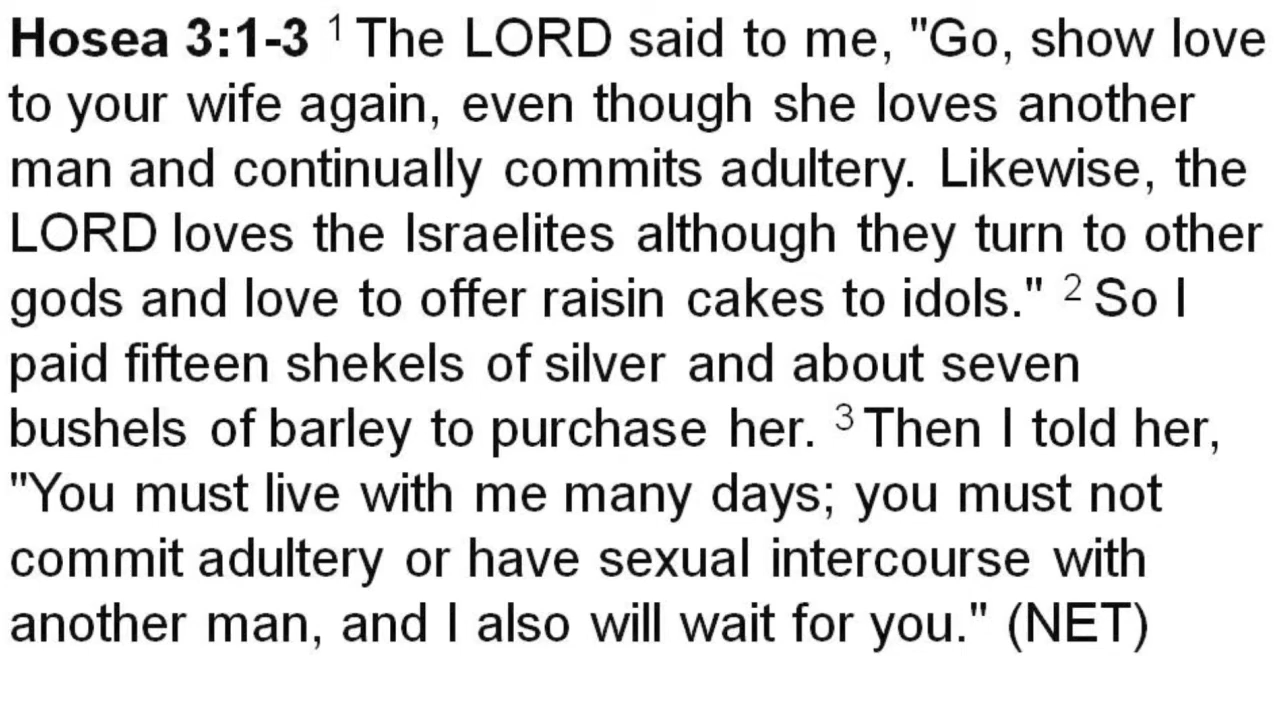 Hosea 3:1-3 ¹ The LORD said to me, "Go, show love
to your wife again, even though she loves another
man and continually commits adultery. Likewise, the
LORD loves the Israelites although they turn to other
gods and love to offer raisin cakes to idols." ² So I
paid fifteen shekels of silver and about seven
bushels of barley to purchase her. ³ Then I told her,
"You must live with me many days; you must not
commit adultery or have sexual intercourse with
another man, and I also will wait for you." (NET)